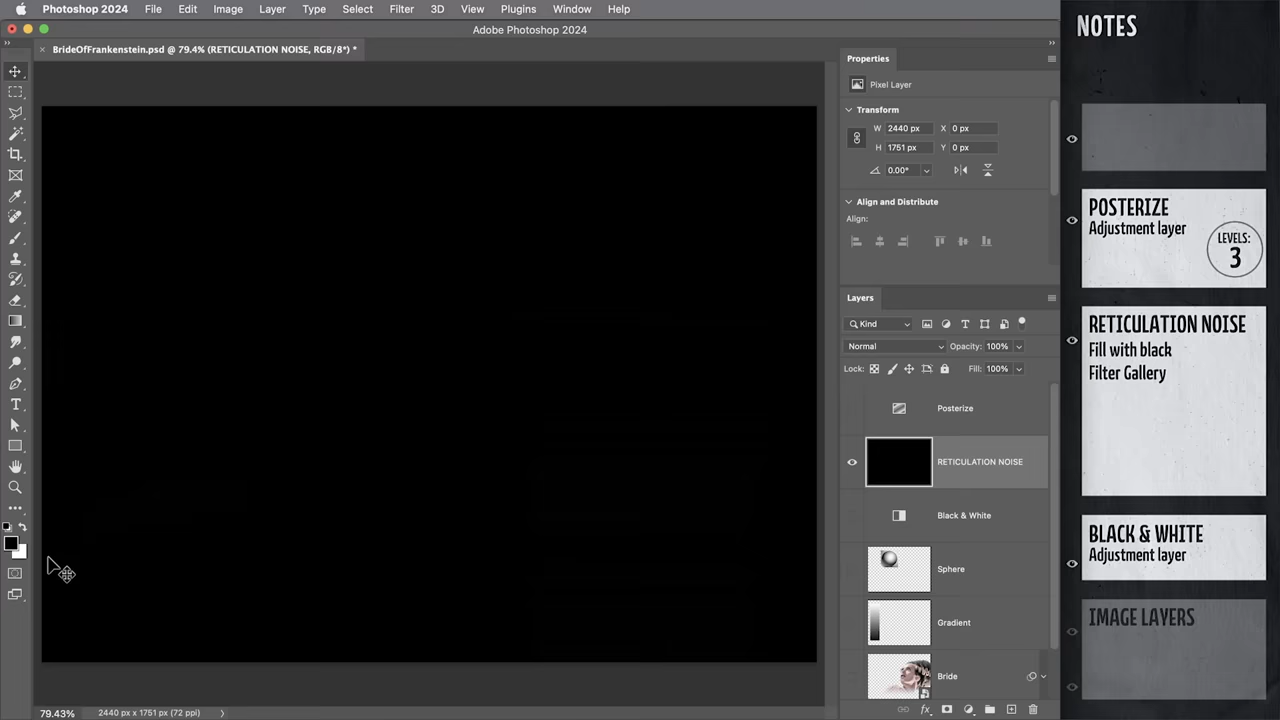 Photoshop 2024 File Edit Image Layer Type Select Filter 3D View Plugins Window Help
Adobe Photoshop 2024
BrideOfFrankenstein.psd @ 79.4% (RETICULATION NOISE, RGB/8*) *
Properties
Pixel Layer
Transform
W 2440 px X 0 px
H 1751 px Y 0 px
0.00°
Align and Distribute
Align:
Layers
Kind
Normal Opacity: 100%
Lock: Fill: 100%
Posterize
RETICULATION NOISE
Black & White
Sphere
Gradient
Bride
79.43% 2440 px x 1751 px (72 ppi)
NOTES
POSTERIZE
Adjustment layer
LEVELS:
3
RETICULATION NOISE
Fill with black
Filter Gallery
BLACK & WHITE
Adjustment layer
IMAGE LAYERS